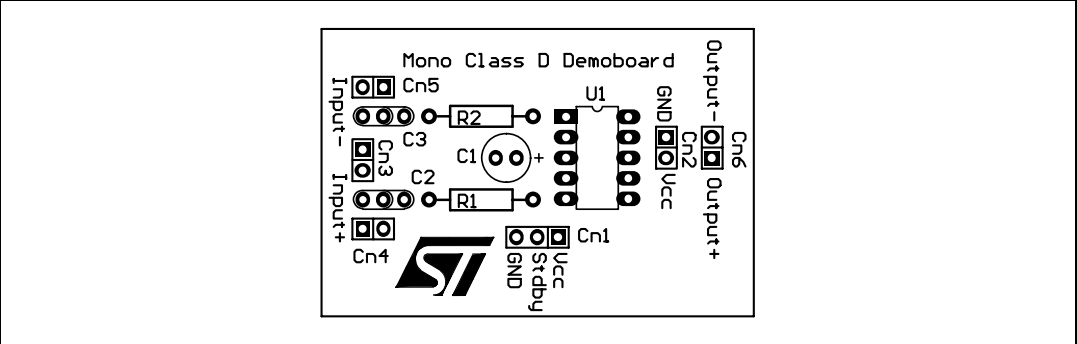 Mono Class D Demoboard
Output-
Input-
Cn5
U1
GND
R2
C3
Cn3
C1
+
Cn2
Cn6
C2
Vcc
Input+
R1
Output+
Cn4
Cn1
ST
GND
Stdby
Vcc